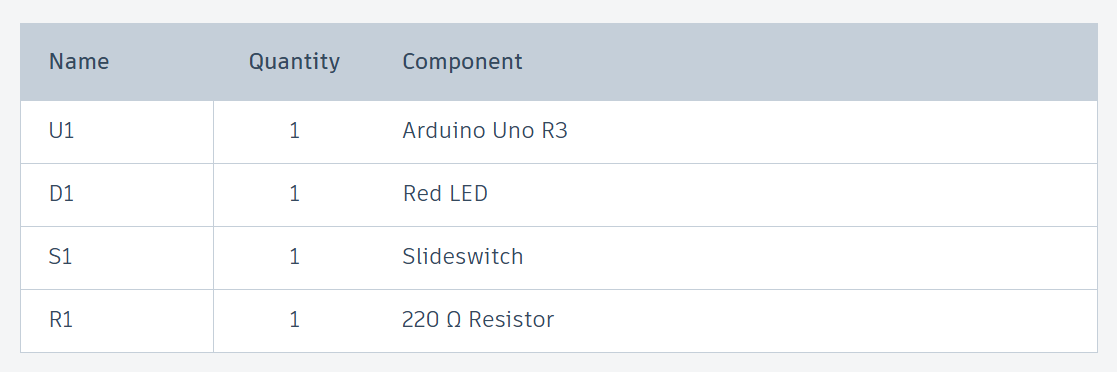 Name Quantity Component
U1 1 Arduino Uno R3
D1 1 Red LED
S1 1 Slideswitch
R1 1 220 Ω Resistor